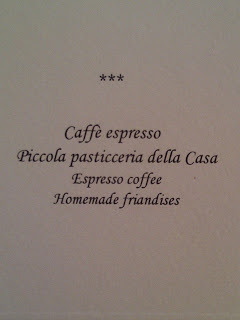 ***
Caffè espresso
Piccola pasticceria della Casa
Espresso coffee
Homemade friandises